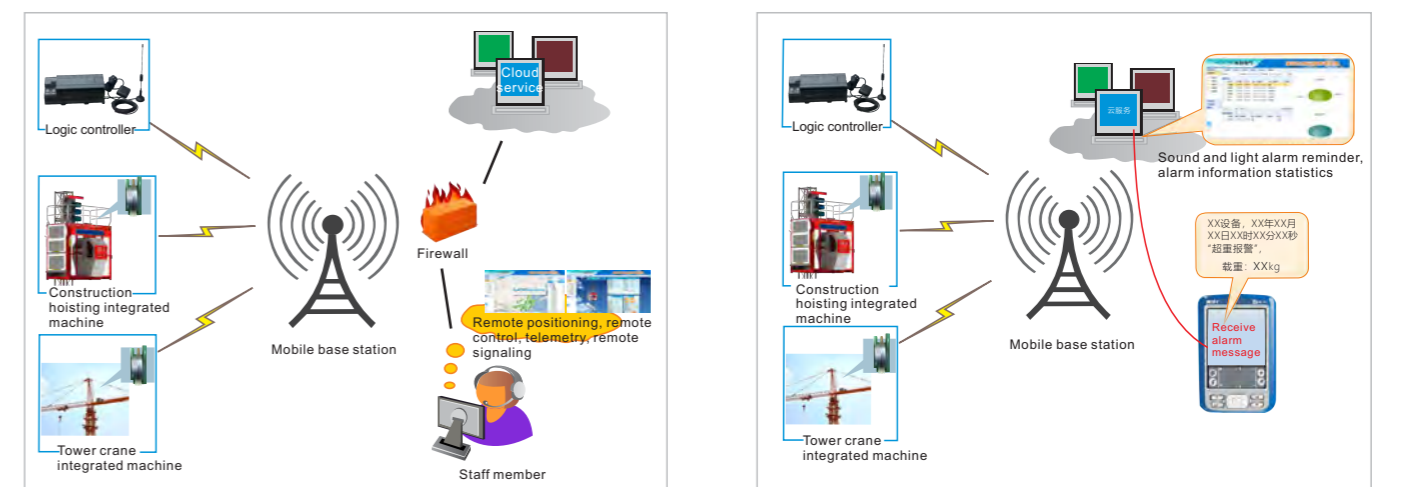 Cloud
service
Logic controller
Firewall
Construction
hoisting integrated
machine
Mobile base station
Remote positioning, remote
control, telemetry, remote
signaling
Tower crane
integrated machine
Staff member
Logic controller
云服务
Sound and light alarm reminder,
alarm information statistics
XX设备，XX年XX月
XX日XX时XX分XX秒
“超重报警”，
载重：XXkg
Construction
hoisting integrated
machine
Mobile base station
Receive
alarm
message
Tower crane
integrated machine